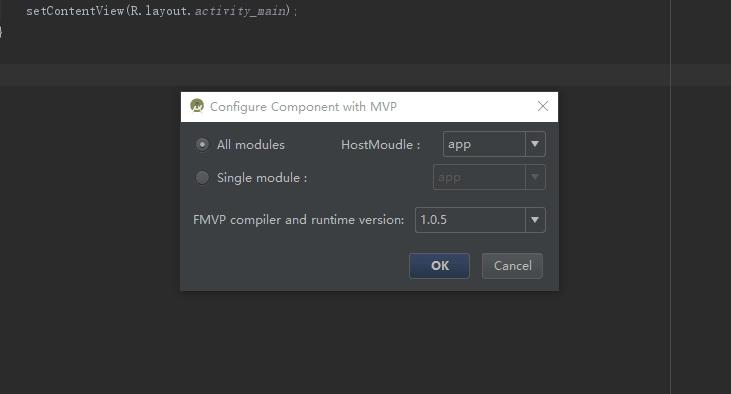 setContentView(R.layout.activity_main);
}
Configure Component with MVP
All modules HostMoudle : app
Single module : app
FMVP compiler and runtime version: 1.0.5
OK Cancel